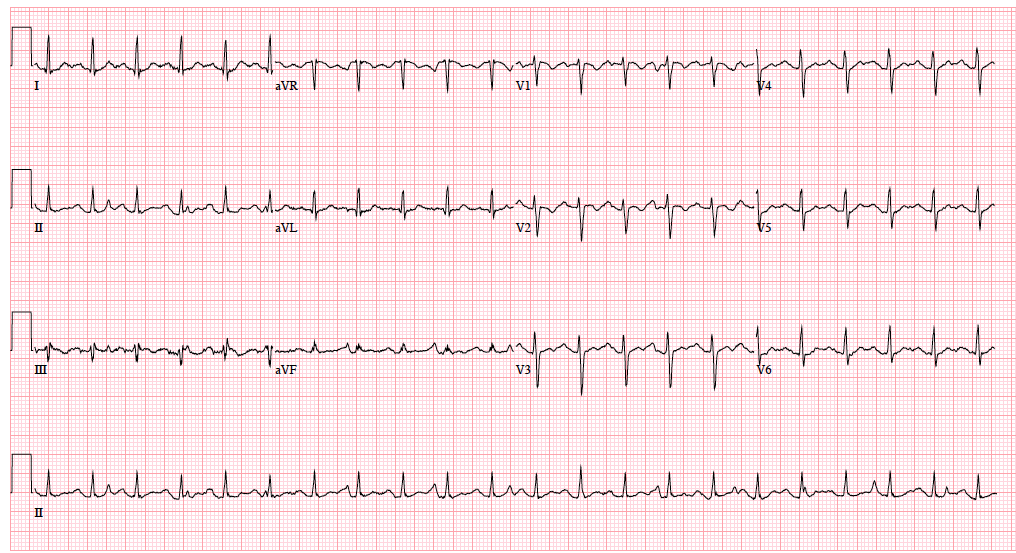 I aVR V1 V4
II aVL V2 V5
III aVF V3 V6
II